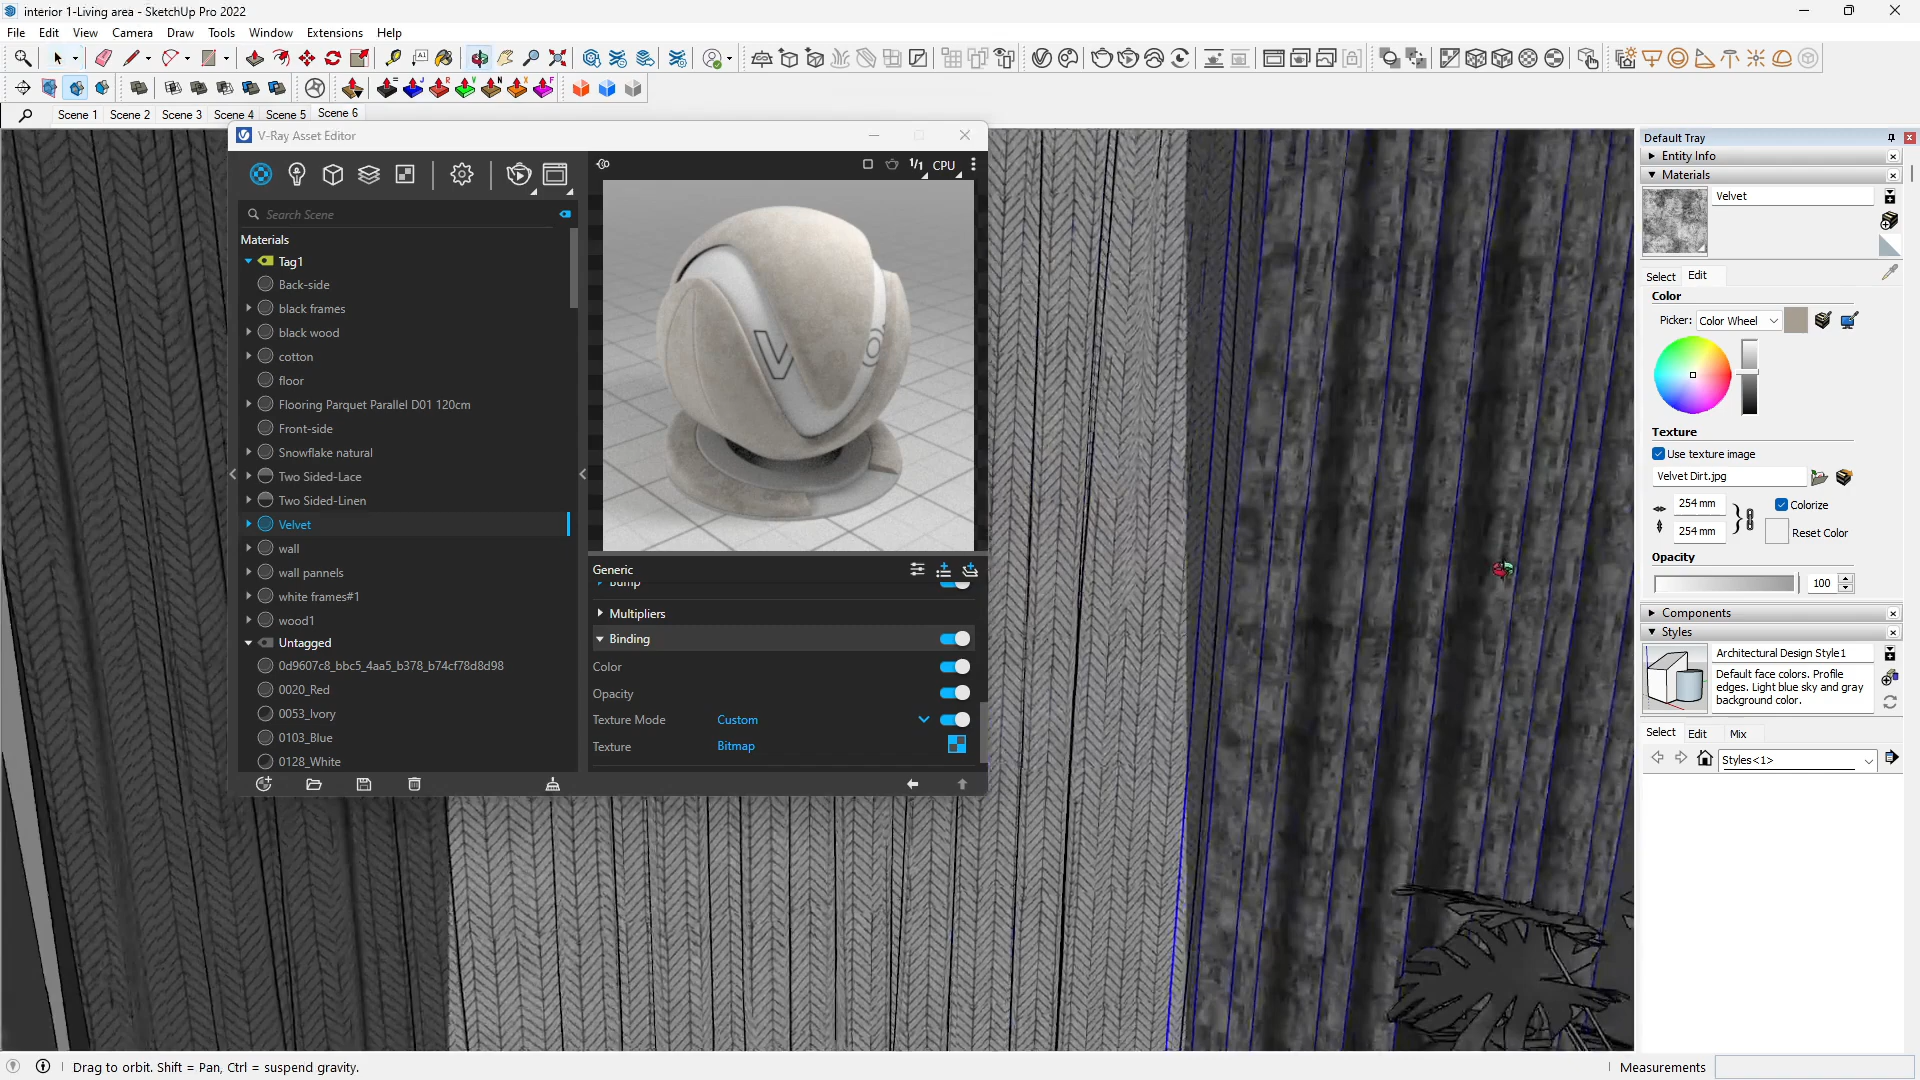 interior 1-Living area - SketchUp Pro 2022
File Edit View Camera Draw Tools Window Extensions Help
Scene 1 Scene 2 Scene 3 Scene 4 Scene 5 Scene 6
V-Ray Asset Editor
1/1 CPU
Search Scene
Materials
Tag1
Back-side
black frames
black wood
cotton
floor
Flooring Parquet Parallel D01 120cm
Front-side
Snowflake natural
Two Sided-Lace
Two Sided-Linen
Velvet
wall
wall pannels
white frames#1
wood1
Untagged
0d9607c8_bbc5_4aa5_b378_b74cf78d8d98
0020_Red
0053_Ivory
0103_Blue
0128_White
Generic
Bump
Multipliers
Binding
Color
Opacity
Texture Mode Custom
Texture Bitmap
Default Tray
Entity Info
Materials
Velvet
Select Edit
Color
Picker: Color Wheel
Texture
Use texture image
Velvet Dirt.jpg
254 mm Colorize
254 mm Reset Color
Opacity
100
Components
Styles
Architectural Design Style1
Default face colors. Profile
edges. Light blue sky and gray
background color.
Select Edit Mix
Styles<1>
Drag to orbit. Shift = Pan, Ctrl = suspend gravity.
Measurements